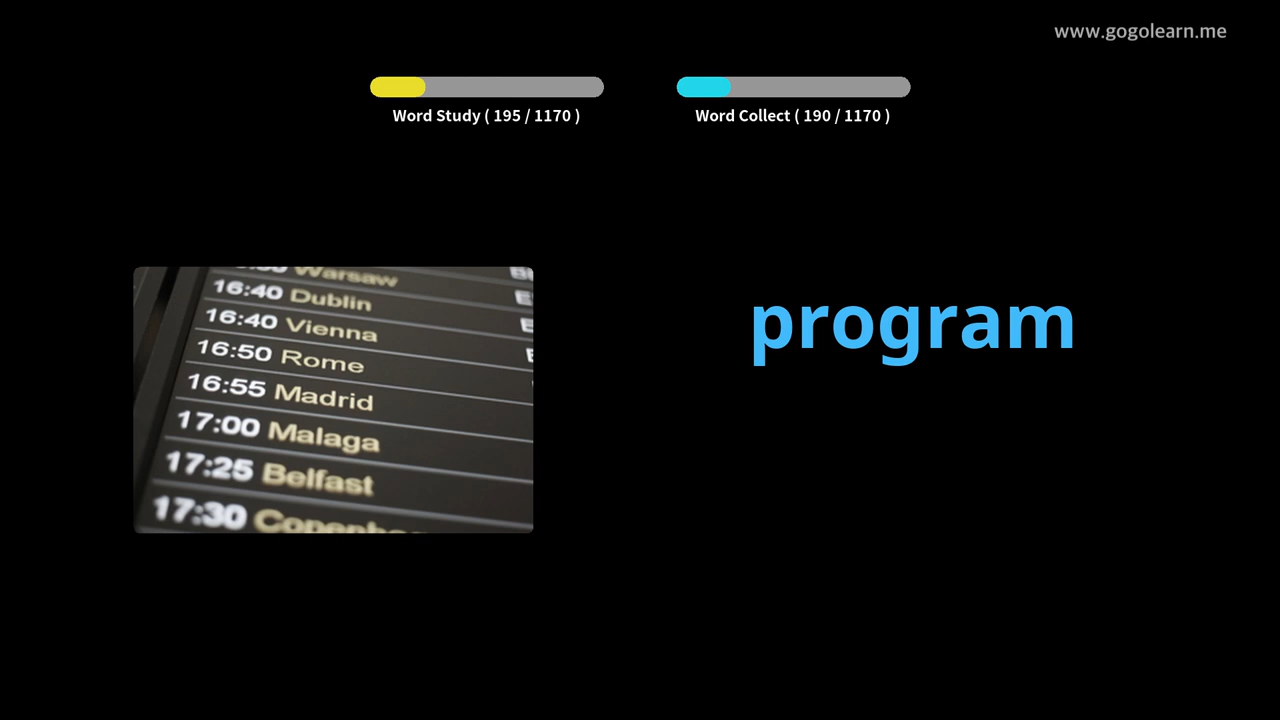 www.gogolearn.me
Word Study ( 195 / 1170 )
Word Collect ( 190 / 1170 )
Warsaw
16:40 Dublin
16:40 Vienna
16:50 Rome
16:55 Madrid
17:00 Malaga
17:25 Belfast
17:30
program